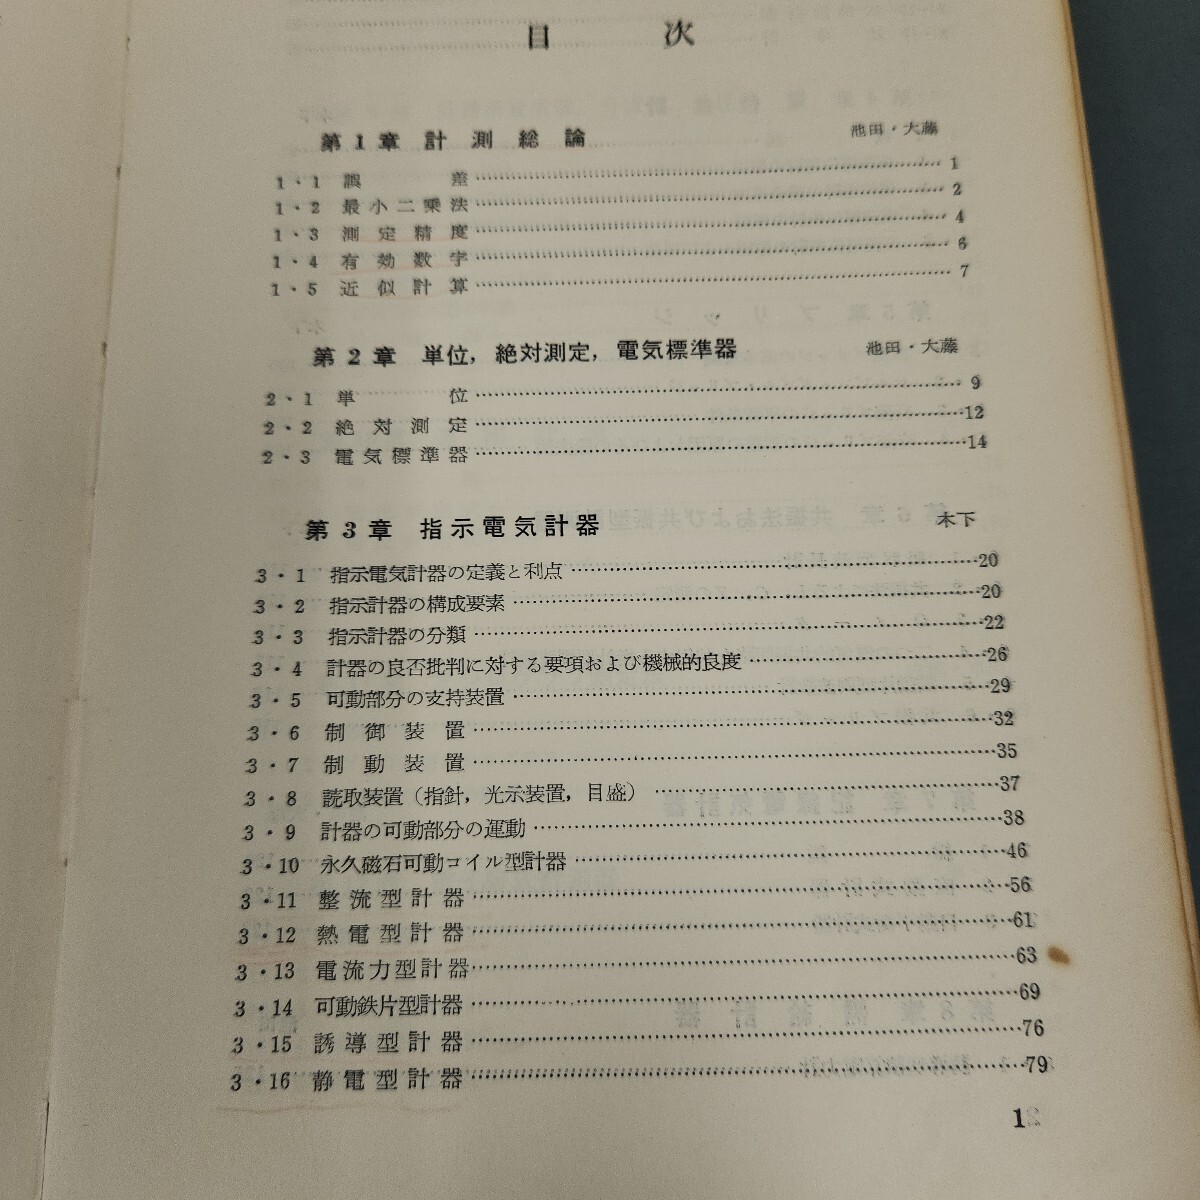 目次
第1章 計測総論 池田・大藤
1・1 誤差 1
1・2 最小二乗法 2
1・3 測定精度 4
1・4 有効数字 6
1・5 近似計算 7
第2章 単位,絶対測定,電気標準器 池田・大藤
2・1 単位 9
2・2 絶対測定 12
2・3 電気標準器 14
第3章 指示電気計器 木下
3・1 指示電気計器の定義と利点 20
3・2 指示計器の構成要素 20
3・3 指示計器の分類 22
3・4 計器の良否批判に対する要項および機械的良度 26
3・5 可動部分の支持装置 29
3・6 制御装置 32
3・7 制動装置 35
3・8 読取装置(指針,光示装置,目盛) 37
3・9 計器の可動部分の運動 38
3・10 永久磁石可動コイル型計器 46
3・11 整流型計器 56
3・12 熱電型計器 61
3・13 電流力型計器 63
3・14 可動鉄片型計器 69
3・15 誘導型計器 76
3・16 静電型計器 79
1